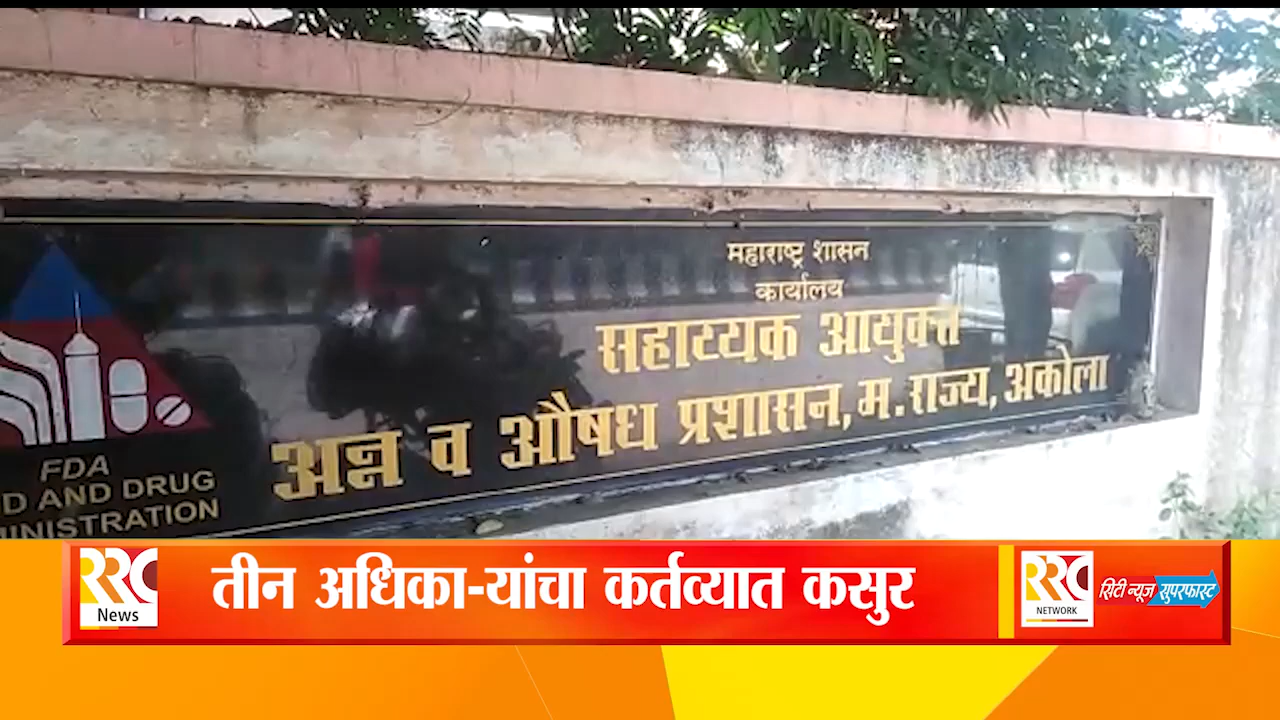 महाराष्ट्र शासन
कार्यालय
सहाय्यक आयुक्त
अन्न व औषध प्रशासन, म. राज्य, अकोला
FDA
D AND DRUG
MINISTRATION
RRC
News
तीन अधिका-यांचा कर्तव्यात कसुर
RRC
NETWORK
सिटी न्यूज सुपरफास्ट